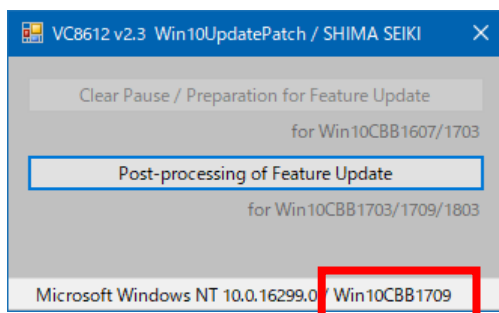 VC8612 v2.3 Win10UpdatePatch / SHIMA SEIKI
Clear Pause / Preparation for Feature Update
for Win10CBB1607/1703
Post-processing of Feature Update
for Win10CBB1703/1709/1803
Microsoft Windows NT 10.0.16299.0 / Win10CBB1709